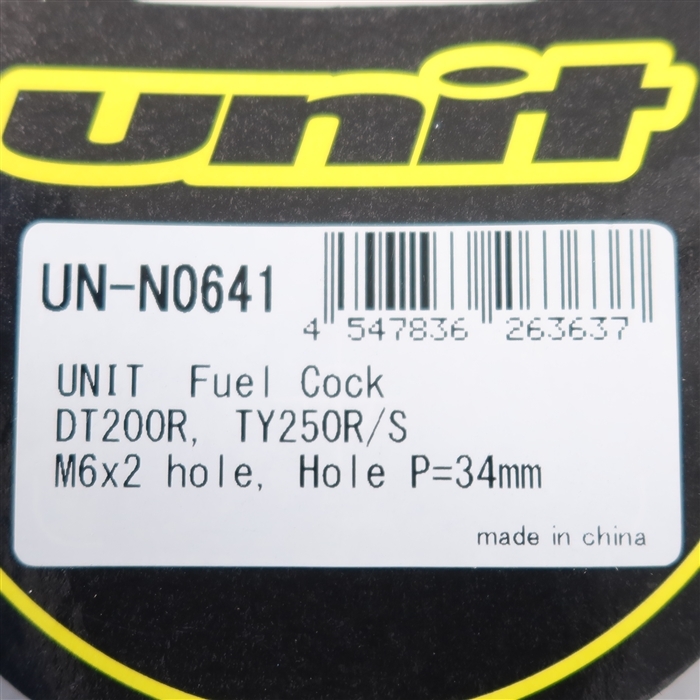 unit
UN-N0641
4 547836 263637
UNIT Fuel Cock
DT200R, TY250R/S
M6x2 hole, Hole P=34mm
made in china